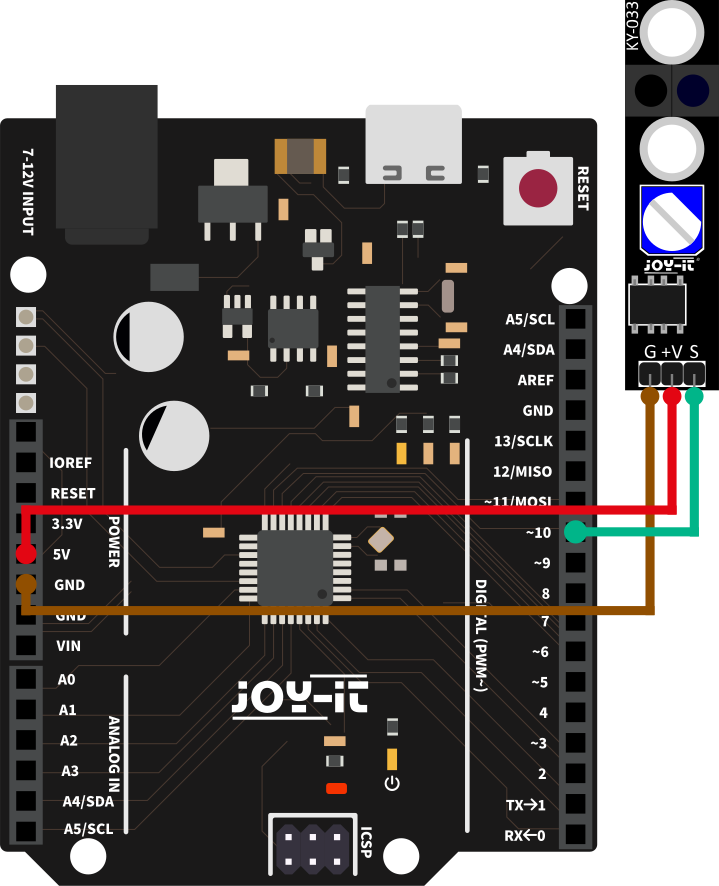 KY-033
7-12V INPUT
RESET
JOY-iT
G +V S
A5/SCL
A4/SDA
AREF
GND
13/SCLK
12/MISO
~11/MOSI
~10
~9
8
7
~6
~5
4
~3
2
TX→1
RX←0
DIGITAL (PWM~)
IOREF
RESET
3.3V
5V
GND
GND
VIN
POWER
A0
A1
A2
A3
A4/SDA
A5/SCL
ANALOG IN
JOY-iT
ICSP